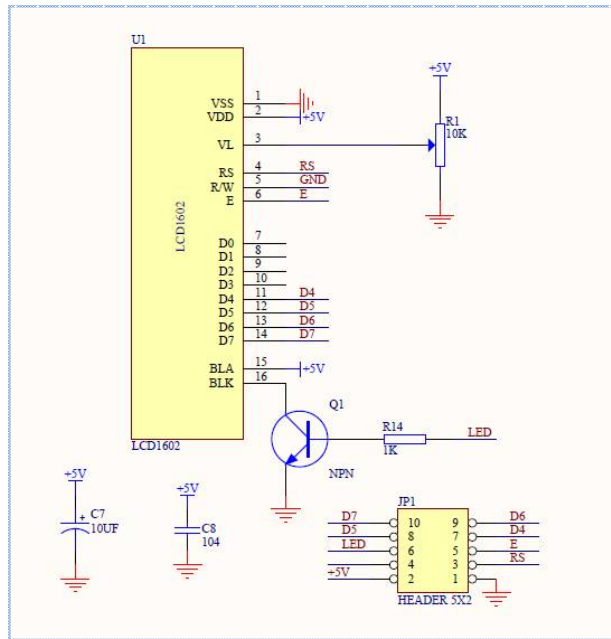 U1
LCD1602
VSS 1
VDD 2 +5V
VL 3
RS 4 RS
R/W 5 GND
E 6 E
D0 7
D1 8
D2 9
D3 10
D4 11 D4
D5 12 D5
D6 13 D6
D7 14 D7
BLA 15 +5V
BLK 16
LCD1602
+5V
R1
10K
Q1
NPN
R14
1K
LED
+5V
+
C7
10UF
+5V
C8
104
JP1
D7 10 9 D6
D5 8 7 D4
LED 6 5 E
4 3 RS
+5V 2 1
HEADER 5X2